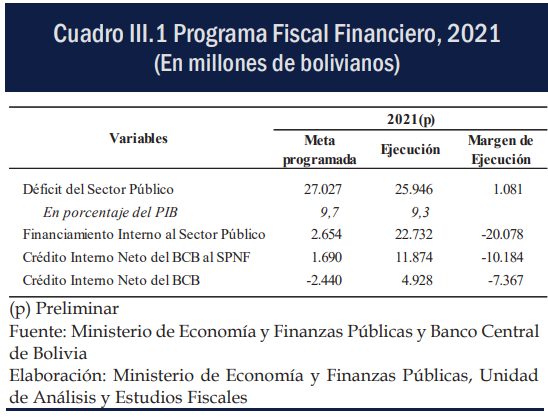 Cuadro III.1 Programa Fiscal Financiero, 2021
(En millones de bolivianos)
Variables 2021(p)
Meta programada Ejecución Margen de Ejecución
Déficit del Sector Público 27.027 25.946 1.081
En porcentaje del PIB 9,7 9,3
Financiamiento Interno al Sector Público 2.654 22.732 -20.078
Crédito Interno Neto del BCB al SPNF 1.690 11.874 -10.184
Crédito Interno Neto del BCB -2.440 4.928 -7.367
(p) Preliminar
Fuente: Ministerio de Economía y Finanzas Públicas y Banco Central
de Bolivia
Elaboración: Ministerio de Economía y Finanzas Públicas, Unidad
de Análisis y Estudios Fiscales